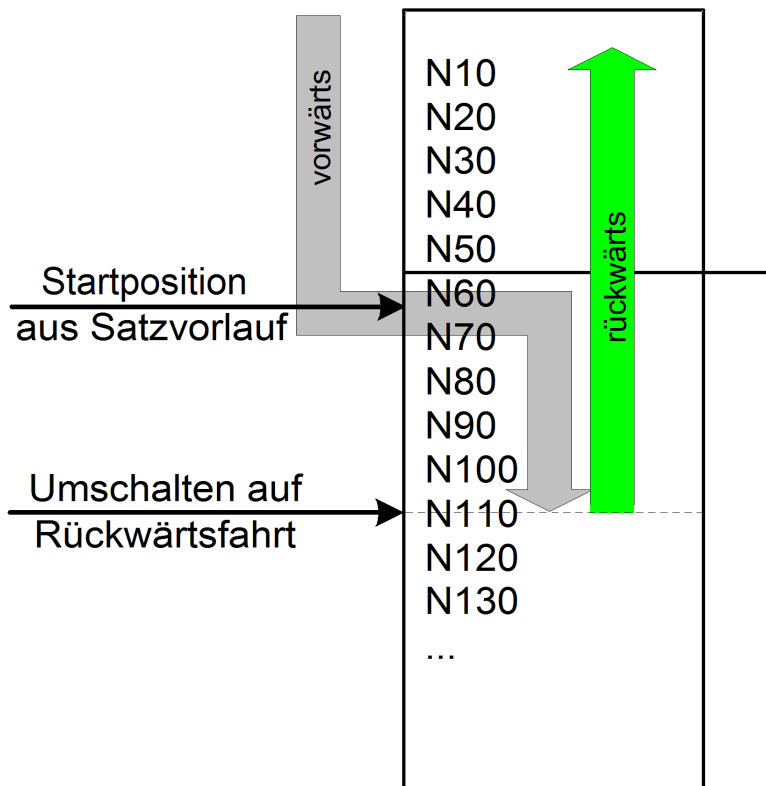 vorwärts
N10
N20
N30
N40
N50
N60
N70
N80
N90
N100
N110
N120
N130
...
rückwärts
Startposition
aus Satzvorlauf
Umschalten auf
Rückwärtsfahrt